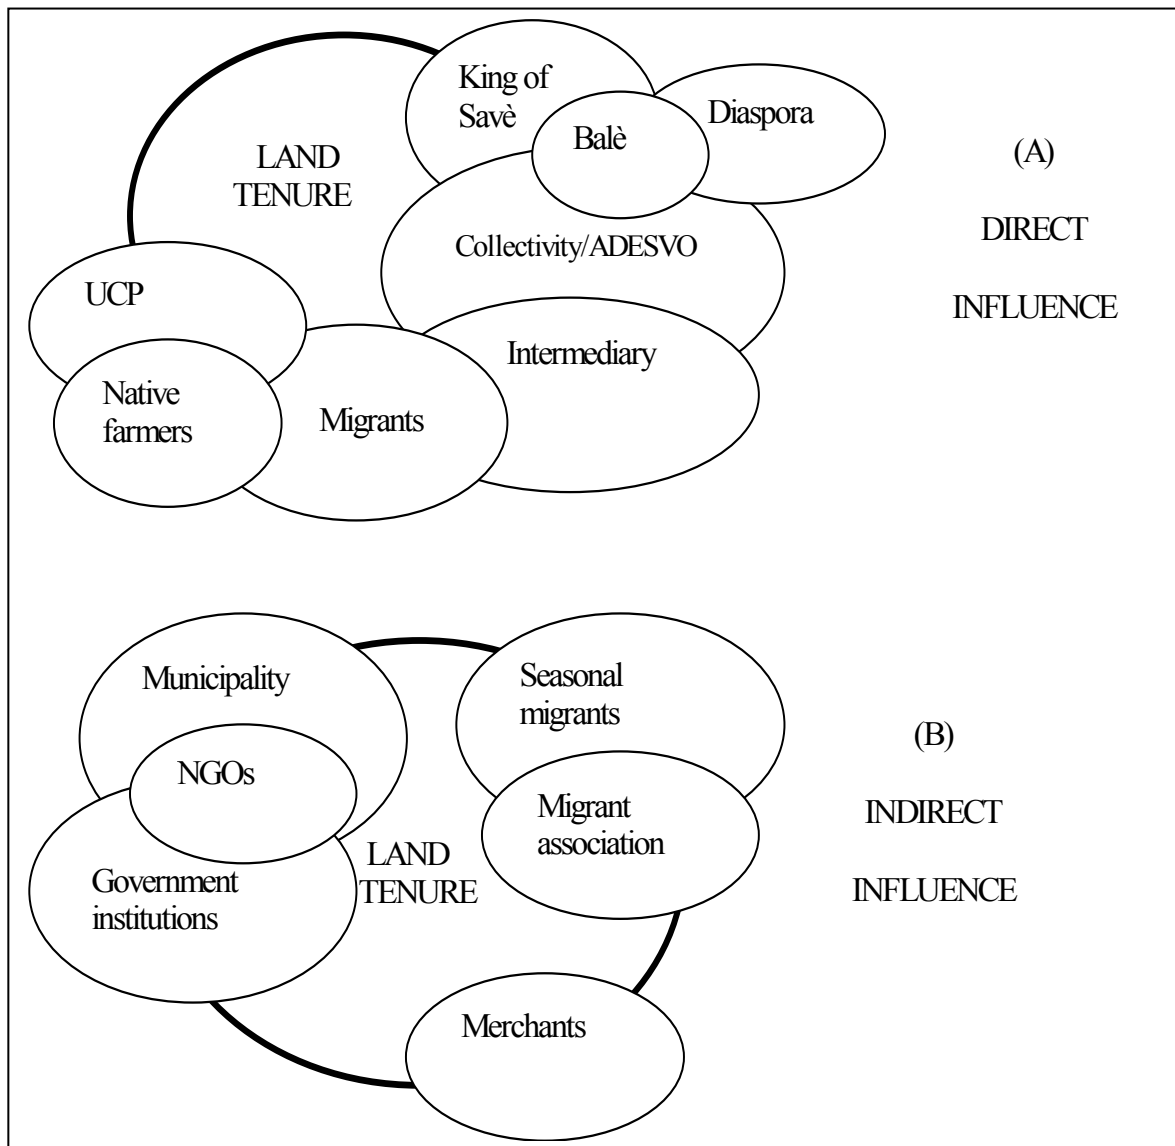 King of
Savè
Balè
Diaspora
LAND
TENURE
Collectivity/ADESVO
UCP
Intermediary
Native
farmers
Migrants
(A)
DIRECT
INFLUENCE
Municipality
Seasonal
migrants
NGOs
Migrant
association
LAND
TENURE
Government
institutions
Merchants
(B)
INDIRECT
INFLUENCE